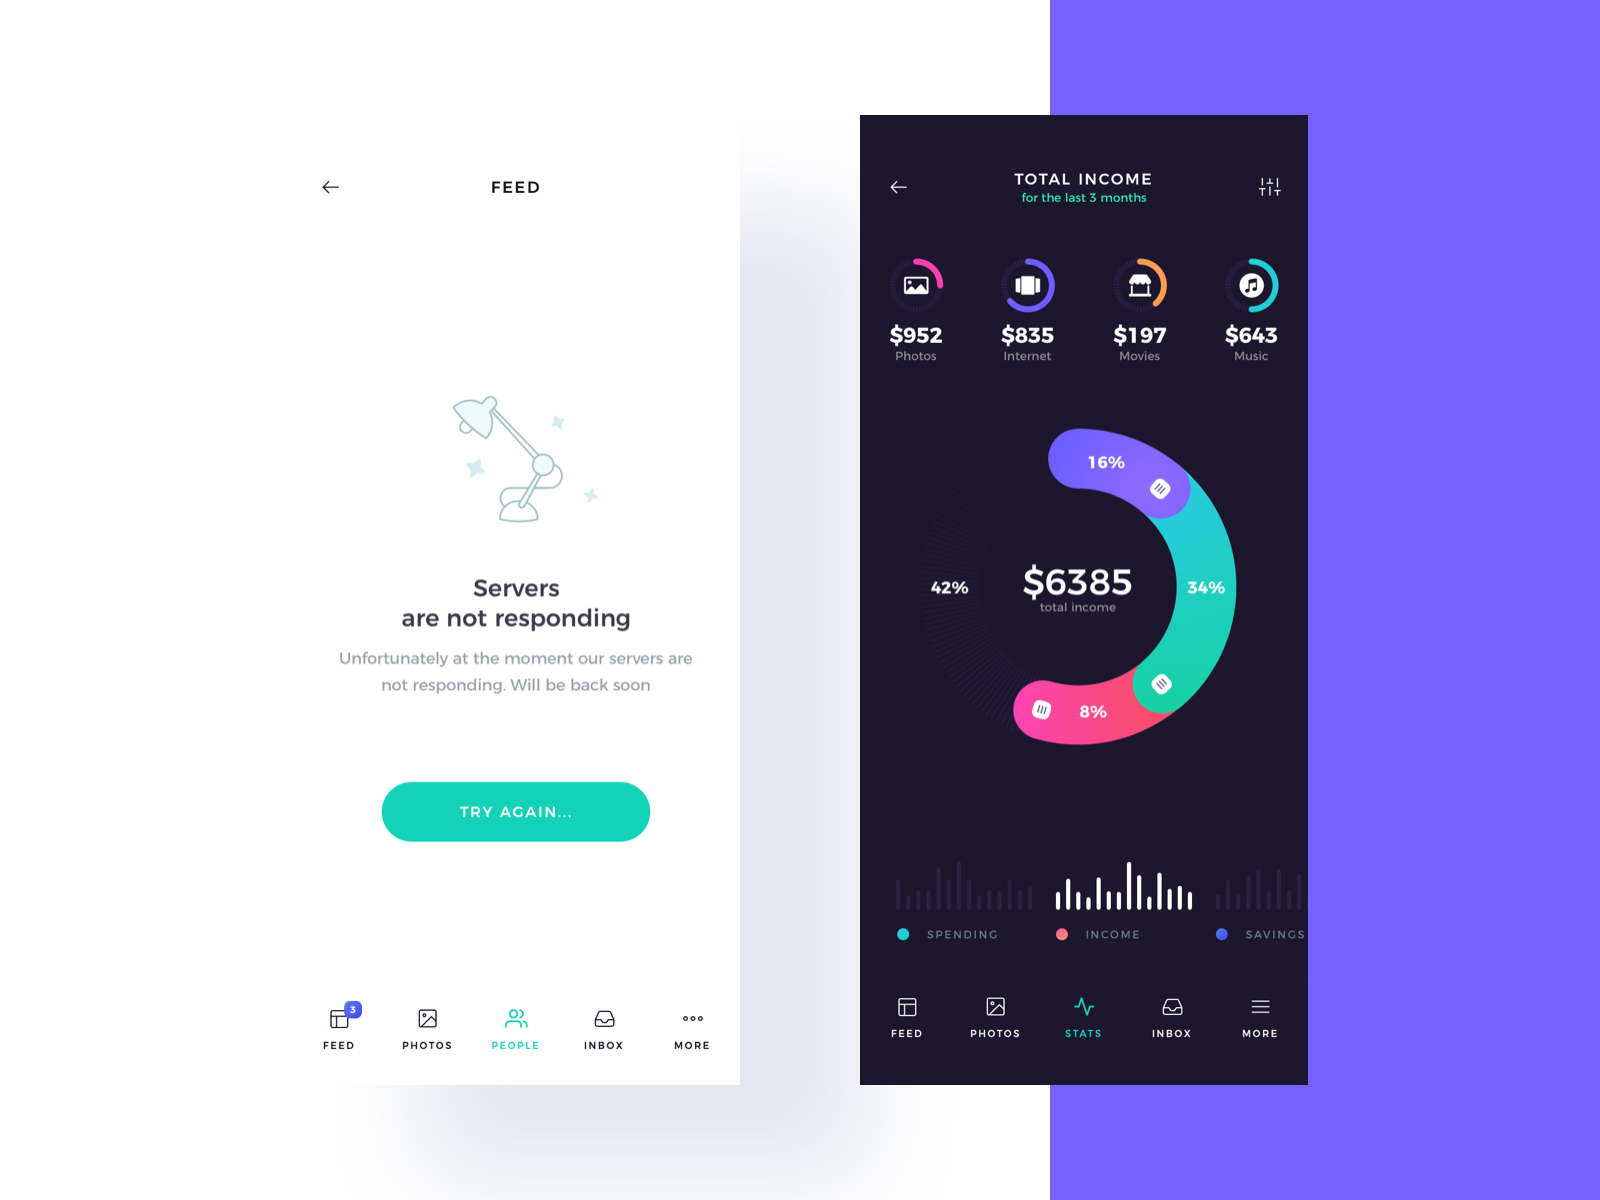 FEED
Servers
are not responding
Unfortunately at the moment our servers are
not responding. Will be back soon
TRY AGAIN...
3
FEED
PHOTOS
PEOPLE
INBOX
MORE
TOTAL INCOME
for the last 3 months
$952
Photos
$835
Internet
$197
Movies
$643
Music
16%
42%
$6385
total income
34%
8%
SPENDING
INCOME
SAVINGS
FEED
PHOTOS
STATS
INBOX
MORE